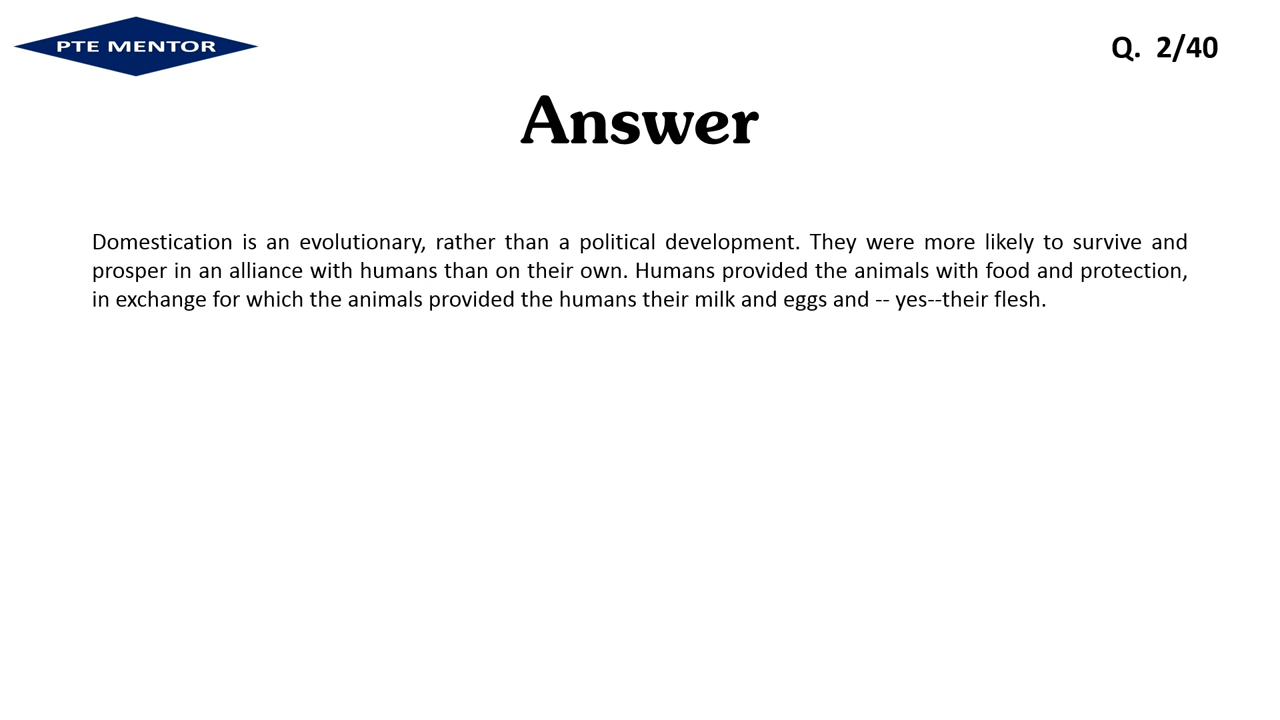 PTE MENTOR
Q. 2/40
Answer
Domestication is an evolutionary, rather than a political development. They were more likely to survive and
prosper in an alliance with humans than on their own. Humans provided the animals with food and protection,
in exchange for which the animals provided the humans their milk and eggs and -- yes--their flesh.